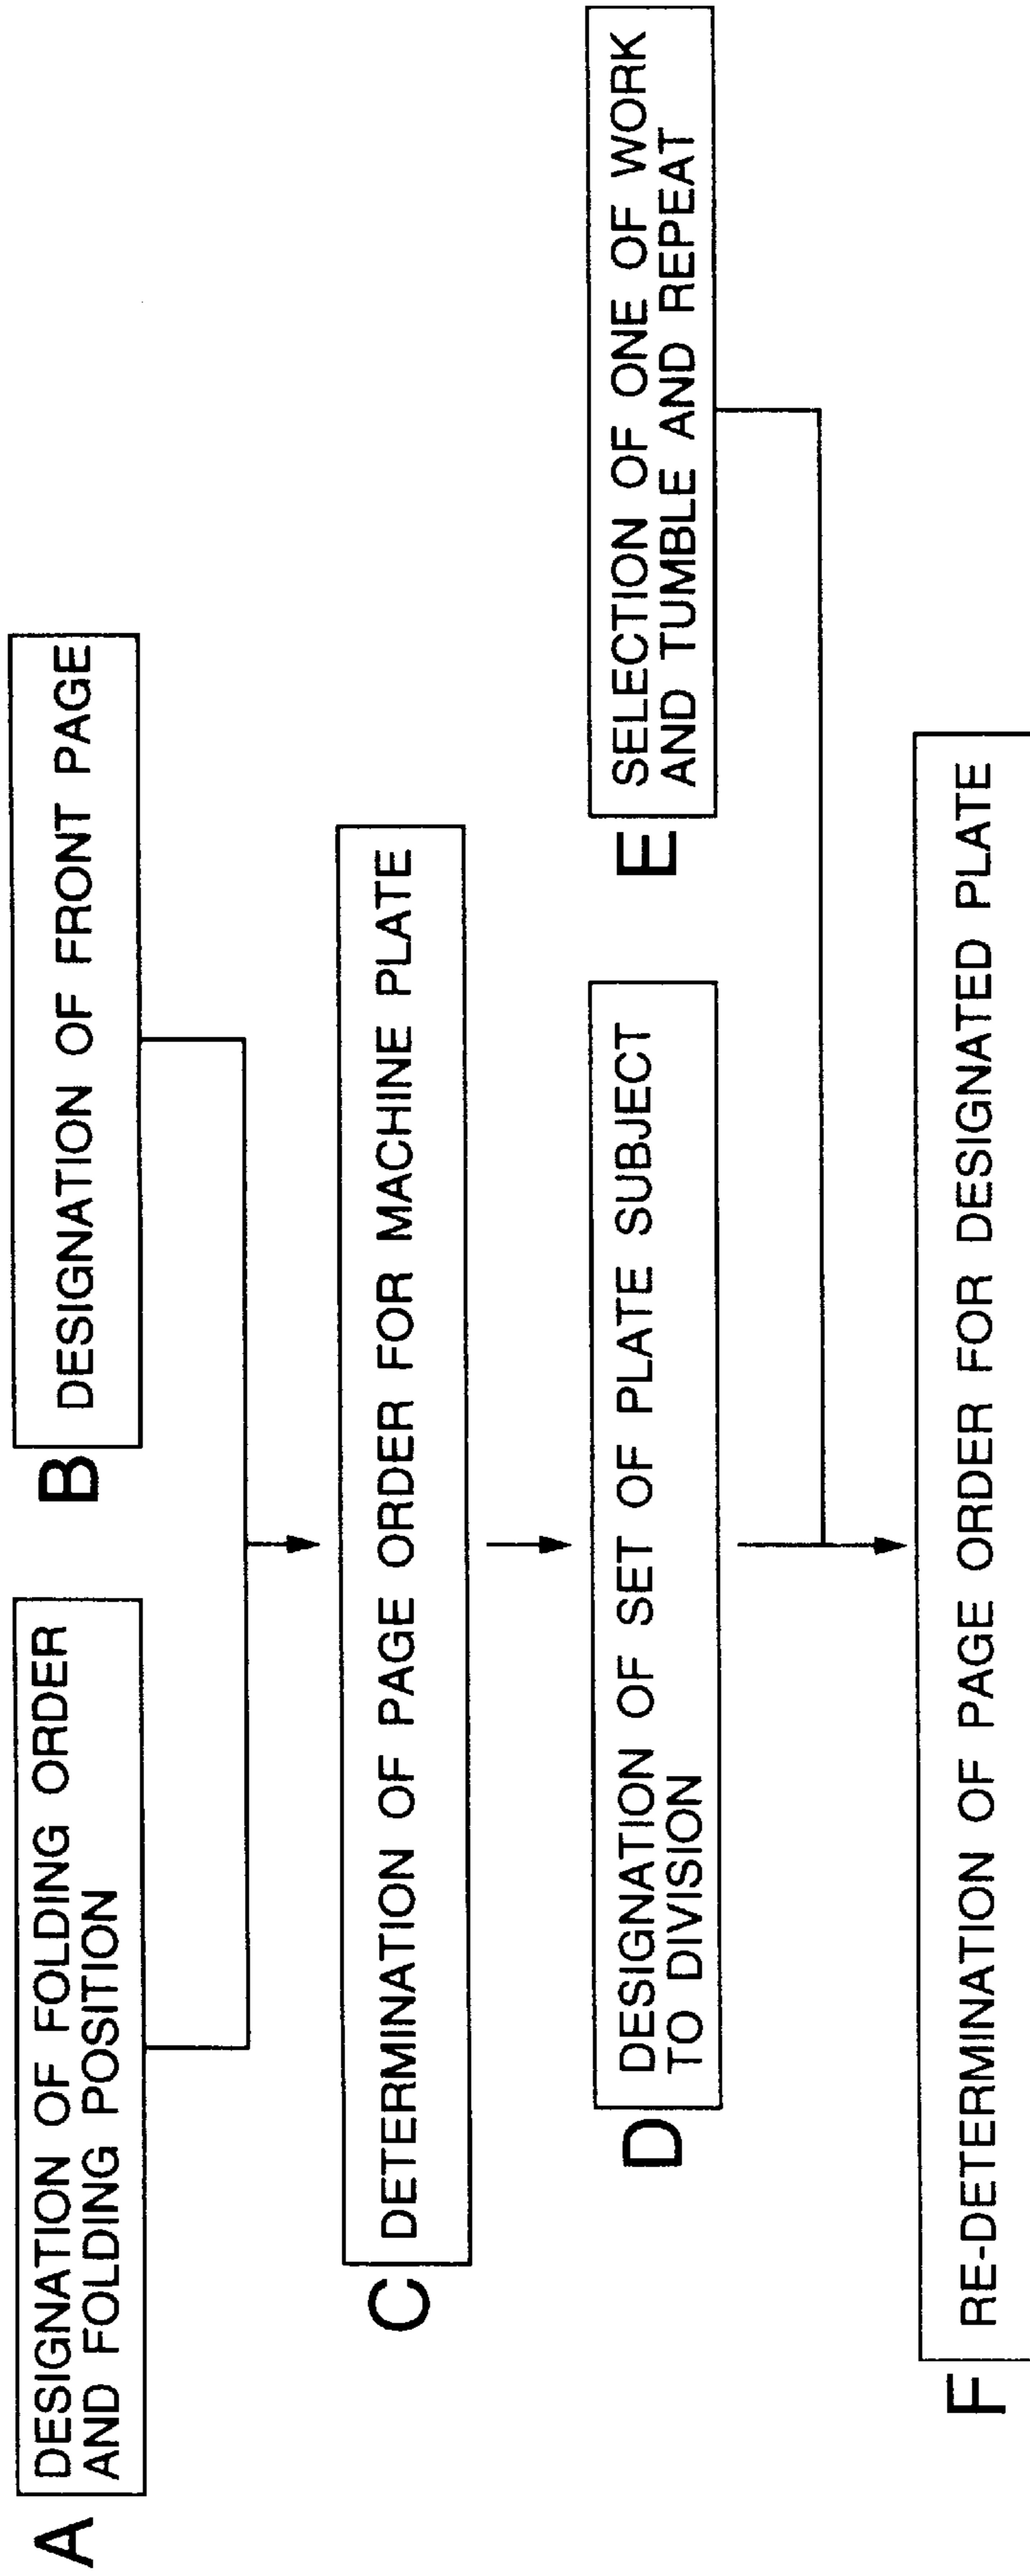 A
DESIGNATION OF FOLDING ORDER
AND FOLDING POSITION
B
DESIGNATION OF FRONT PAGE
C
DETERMINATION OF PAGE ORDER FOR MACHINE PLATE
D
DESIGNATION OF SET OF PLATE SUBJECT
TO DIVISION
E
SELECTION OF ONE OF WORK
AND TUMBLE AND REPEAT
F
RE-DETERMINATION OF PAGE ORDER FOR DESIGNATED PLATE